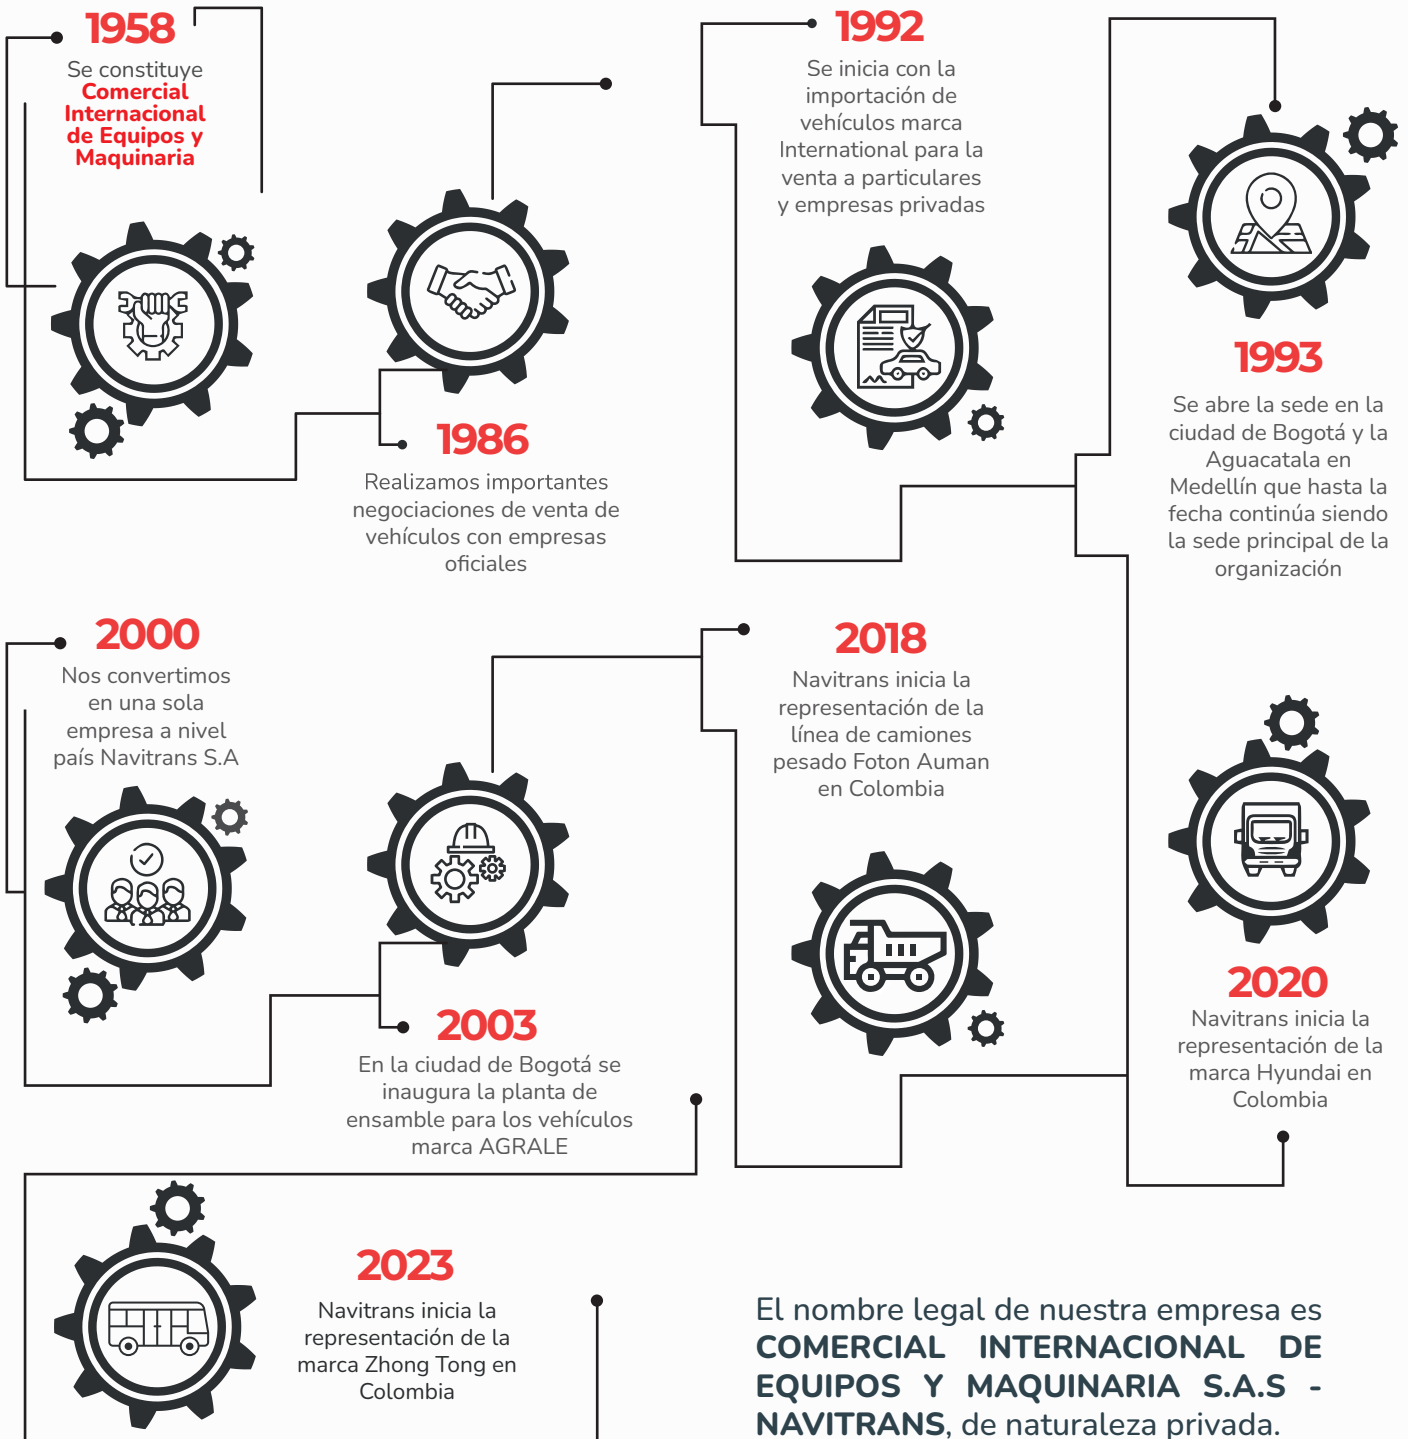 1958
Se constituye
Comercial
Internacional
de Equipos y
Maquinaria
1986
Realizamos importantes
negociaciones de venta de
vehículos con empresas
oficiales
1992
Se inicia con la
importación de
vehículos marca
International para la
venta a particulares
y empresas privadas
1993
Se abre la sede en la
ciudad de Bogotá y la
Aguacatala en
Medellín que hasta la
fecha continúa siendo
la sede principal de la
organización
2000
Nos convertimos
en una sola
empresa a nivel
país Navitrans S.A
2003
En la ciudad de Bogotá se
inaugura la planta de
ensamble para los vehículos
marca AGRALE
2018
Navitrans inicia la
representación de la
línea de camiones
pesado Foton Auman
en Colombia
2020
Navitrans inicia la
representación de la
marca Hyundai en
Colombia
2023
Navitrans inicia la
representación de la
marca Zhong Tong en
Colombia
El nombre legal de nuestra empresa es
COMERCIAL INTERNACIONAL DE
EQUIPOS Y MAQUINARIA S.A.S -
NAVITRANS, de naturaleza privada.